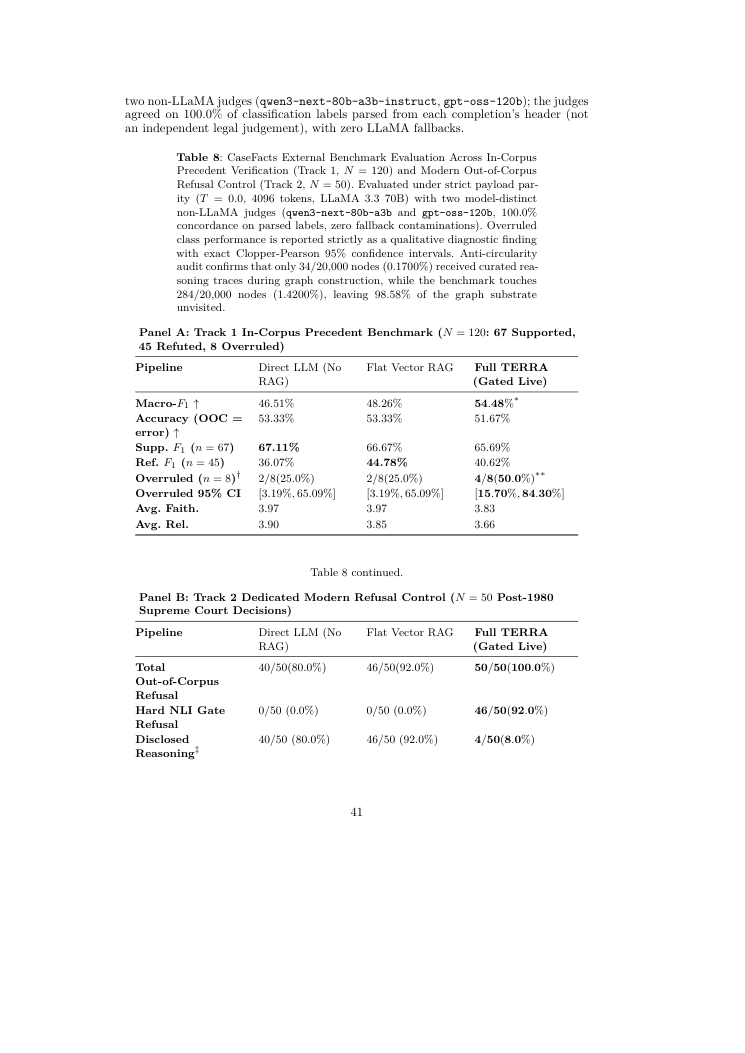 two non-LLaMA judges (qwen3-next-80b-a3b-instruct, gpt-oss-120b); the judges
agreed on 100.0% of classification labels parsed from each completion's header (not
an independent legal judgement), with zero LLaMA fallbacks.
Table 8: CaseFacts External Benchmark Evaluation Across In-Corpus
Precedent Verification (Track 1, N = 120) and Modern Out-of-Corpus
Refusal Control (Track 2, N = 50). Evaluated under strict payload par-
ity (T = 0.0, 4096 tokens, LLaMA 3.3 70B) with two model-distinct
non-LLaMA judges (qwen3-next-80b-a3b and gpt-oss-120b, 100.0%
concordance on parsed labels, zero fallback contaminations). Overruled
class performance is reported strictly as a qualitative diagnostic finding
with exact Clopper-Pearson 95% confidence intervals. Anti-circularity
audit confirms that only 34/20,000 nodes (0.1700%) received curated rea-
soning traces during graph construction, while the benchmark touches
284/20,000 nodes (1.4200%), leaving 98.58% of the graph substrate
unvisited.
Panel A: Track 1 In-Corpus Precedent Benchmark (N = 120: 67 Supported,
45 Refuted, 8 Overruled)
Pipeline Direct LLM (No Flat Vector RAG Full TERRA
RAG) (Gated Live)
Macro-F1 ↑ 46.51% 48.26% 54.48%*
Accuracy (OOC = 53.33% 53.33% 51.67%
error) ↑
Supp. F1 (n = 67) 67.11% 66.67% 65.69%
Ref. F1 (n = 45) 36.07% 44.78% 40.62%
Overruled (n = 8)† 2/8(25.0%) 2/8(25.0%) 4/8(50.0%)**
Overruled 95% CI [3.19%, 65.09%] [3.19%, 65.09%] [15.70%, 84.30%]
Avg. Faith. 3.97 3.97 3.83
Avg. Rel. 3.90 3.85 3.66
Table 8 continued.
Panel B: Track 2 Dedicated Modern Refusal Control (N = 50 Post-1980
Supreme Court Decisions)
Pipeline Direct LLM (No Flat Vector RAG Full TERRA
RAG) (Gated Live)
Total 40/50(80.0%) 46/50(92.0%) 50/50(100.0%)
Out-of-Corpus
Refusal
Hard NLI Gate 0/50 (0.0%) 0/50 (0.0%) 46/50(92.0%)
Refusal
Disclosed 40/50 (80.0%) 46/50 (92.0%) 4/50(8.0%)
Reasoning‡
41